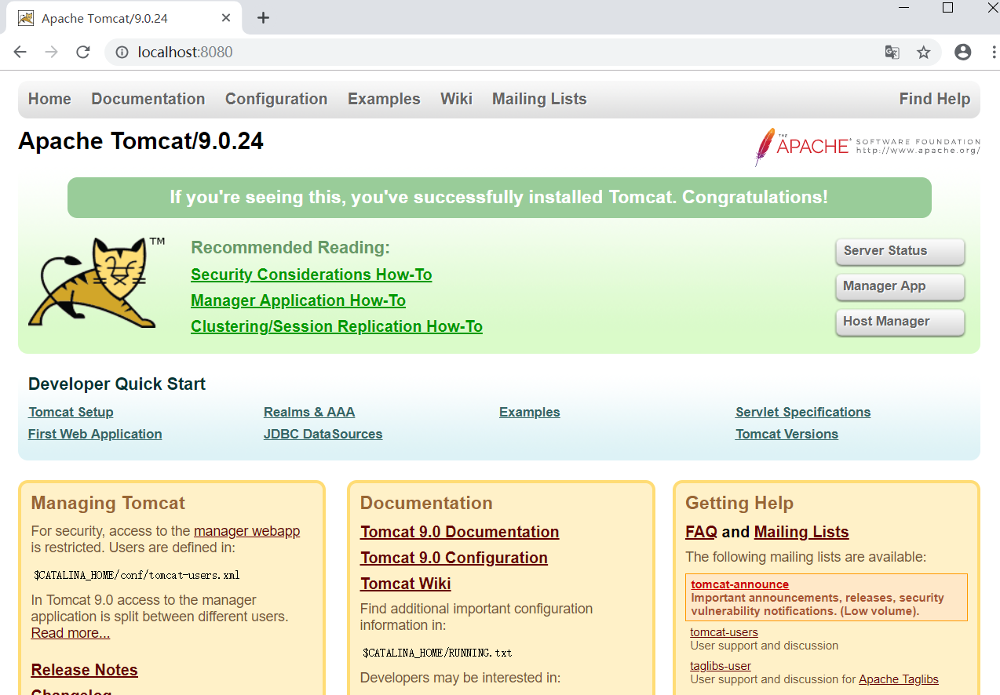 Apache Tomcat/9.0.24
localhost:8080
Home Documentation Configuration Examples Wiki Mailing Lists Find Help
Apache Tomcat/9.0.24
THE APACHE® SOFTWARE FOUNDATION
http://www.apache.org/
If you're seeing this, you've successfully installed Tomcat. Congratulations!
TM
Recommended Reading:
Security Considerations How-To
Manager Application How-To
Clustering/Session Replication How-To
Server Status
Manager App
Host Manager
Developer Quick Start
Tomcat Setup
First Web Application
Realms & AAA
JDBC DataSources
Examples
Servlet Specifications
Tomcat Versions
Managing Tomcat
For security, access to the manager webapp
is restricted. Users are defined in:
$CATALINA_HOME/conf/tomcat-users.xml
In Tomcat 9.0 access to the manager
application is split between different users.
Read more...
Release Notes
Changelog
Documentation
Tomcat 9.0 Documentation
Tomcat 9.0 Configuration
Tomcat Wiki
Find additional important configuration
information in:
$CATALINA_HOME/RUNNING.txt
Developers may be interested in:
Getting Help
FAQ and Mailing Lists
The following mailing lists are available:
tomcat-announce
Important announcements, releases, security
vulnerability notifications. (Low volume).
tomcat-users
User support and discussion
taglibs-user
User support and discussion for Apache Taglibs